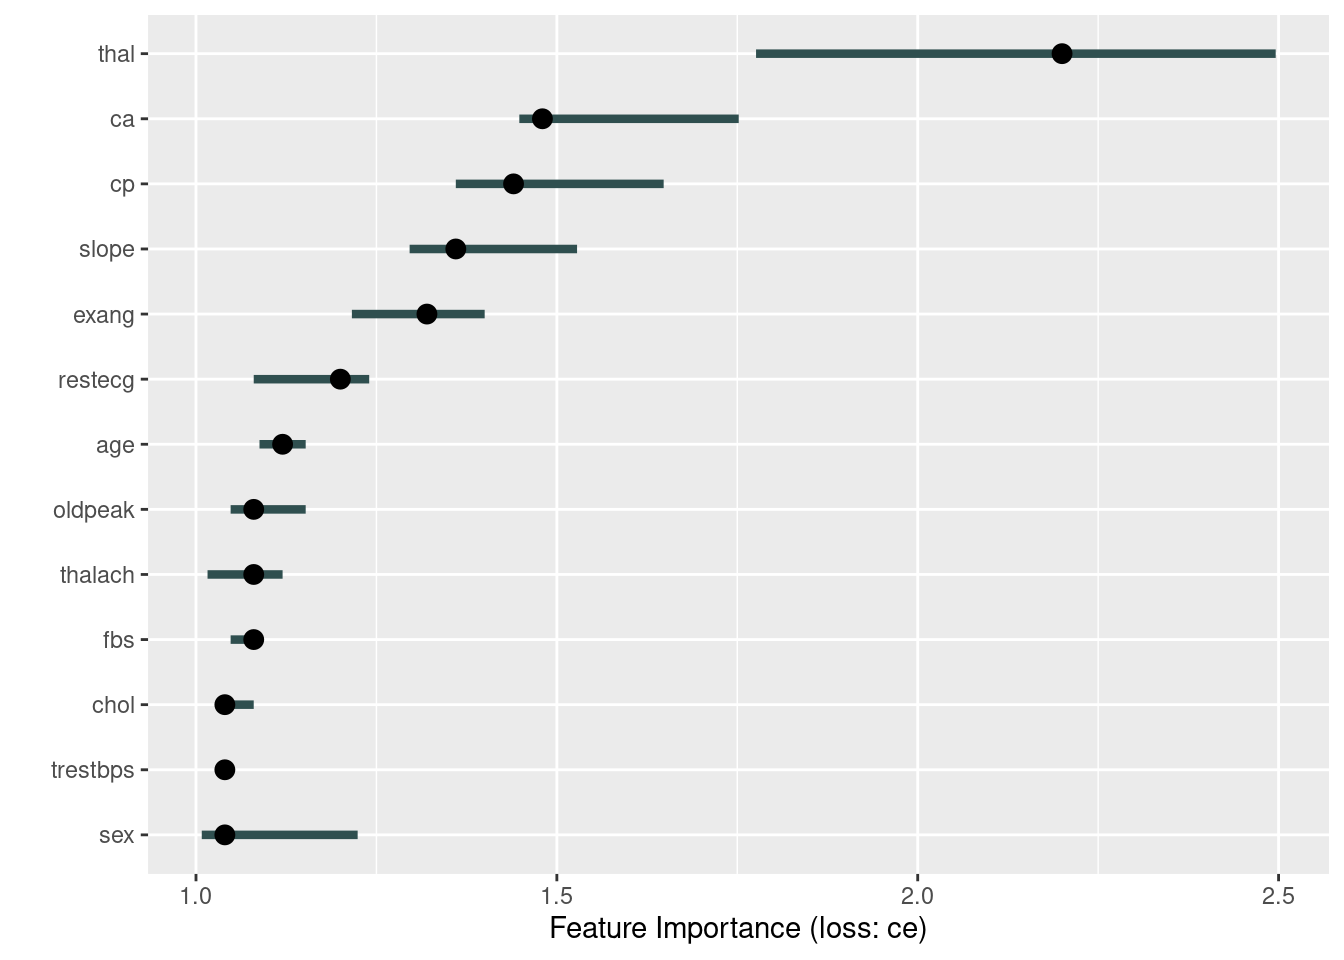 thal
ca
cp
slope
exang
restecg
age
oldpeak
thalach
fbs
chol
trestbps
sex
1.0 1.5 2.0 2.5
Feature Importance (loss: ce)